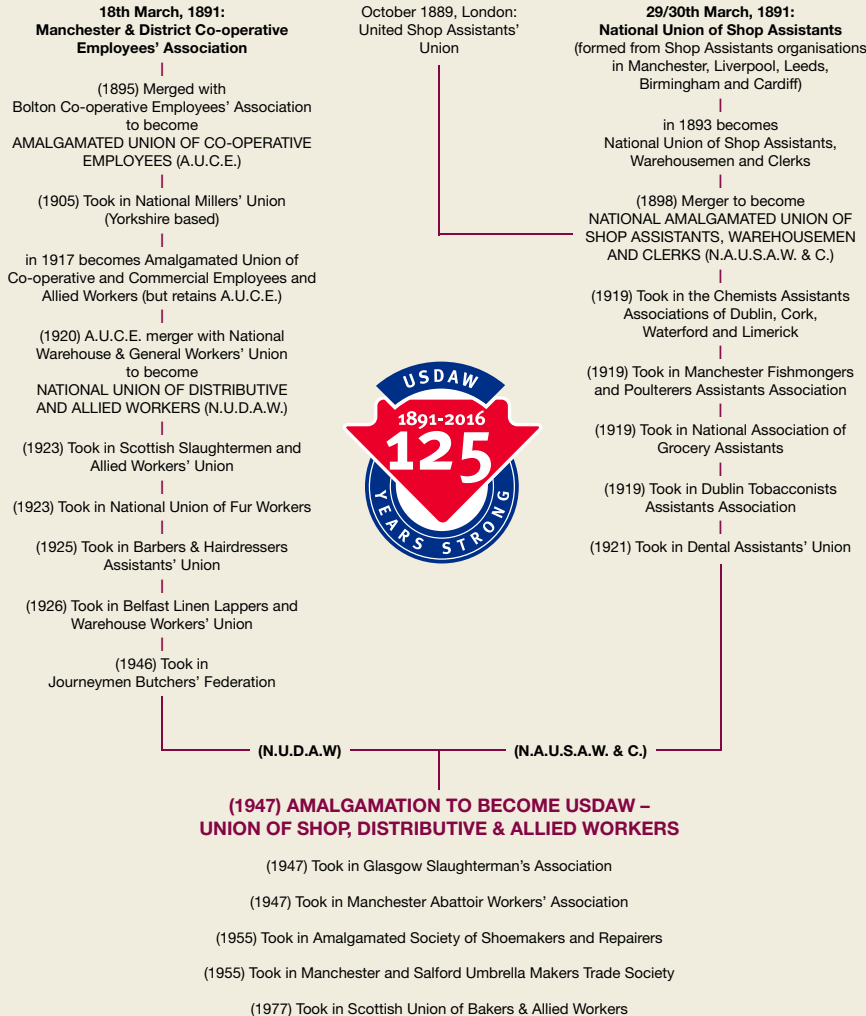 18th March, 1891:
Manchester & District Co-operative
Employees' Association
(1895) Merged with
Bolton Co-operative Employees' Association
to become
AMALGAMATED UNION OF CO-OPERATIVE
EMPLOYEES (A.U.C.E.)
(1905) Took in National Millers' Union
(Yorkshire based)
in 1917 becomes Amalgamated Union of
Co-operative and Commercial Employees and
Allied Workers (but retains A.U.C.E.)
(1920) A.U.C.E. merger with National
Warehouse & General Workers' Union
to become
NATIONAL UNION OF DISTRIBUTIVE
AND ALLIED WORKERS (N.U.D.A.W.)
(1923) Took in Scottish Slaughtermen and
Allied Workers' Union
(1923) Took in National Union of Fur Workers
(1925) Took in Barbers & Hairdressers
Assistants' Union
(1926) Took in Belfast Linen Lappers and
Warehouse Workers' Union
(1946) Took in
Journeymen Butchers' Federation
October 1889, London:
United Shop Assistants'
Union
USDAW
1891-2016
125
YEARS STRONG
29/30th March, 1891:
National Union of Shop Assistants
(formed from Shop Assistants organisations
in Manchester, Liverpool, Leeds,
Birmingham and Cardiff)
in 1893 becomes
National Union of Shop Assistants,
Warehousemen and Clerks
(1898) Merger to become
NATIONAL AMALGAMATED UNION OF
SHOP ASSISTANTS, WAREHOUSEMEN
AND CLERKS (N.A.U.S.A.W. & C.)
(1919) Took in the Chemists Assistants
Associations of Dublin, Cork,
Waterford and Limerick
(1919) Took in Manchester Fishmongers
and Poulterers Assistants Association
(1919) Took in National Association of
Grocery Assistants
(1919) Took in Dublin Tobacconists
Assistants Association
(1921) Took in Dental Assistants' Union
(N.U.D.A.W)
(N.A.U.S.A.W. & C.)
(1947) AMALGAMATION TO BECOME USDAW –
UNION OF SHOP, DISTRIBUTIVE & ALLIED WORKERS
(1947) Took in Glasgow Slaughterman's Association
(1947) Took in Manchester Abattoir Workers' Association
(1955) Took in Amalgamated Society of Shoemakers and Repairers
(1955) Took in Manchester and Salford Umbrella Makers Trade Society
(1977) Took in Scottish Union of Bakers & Allied Workers